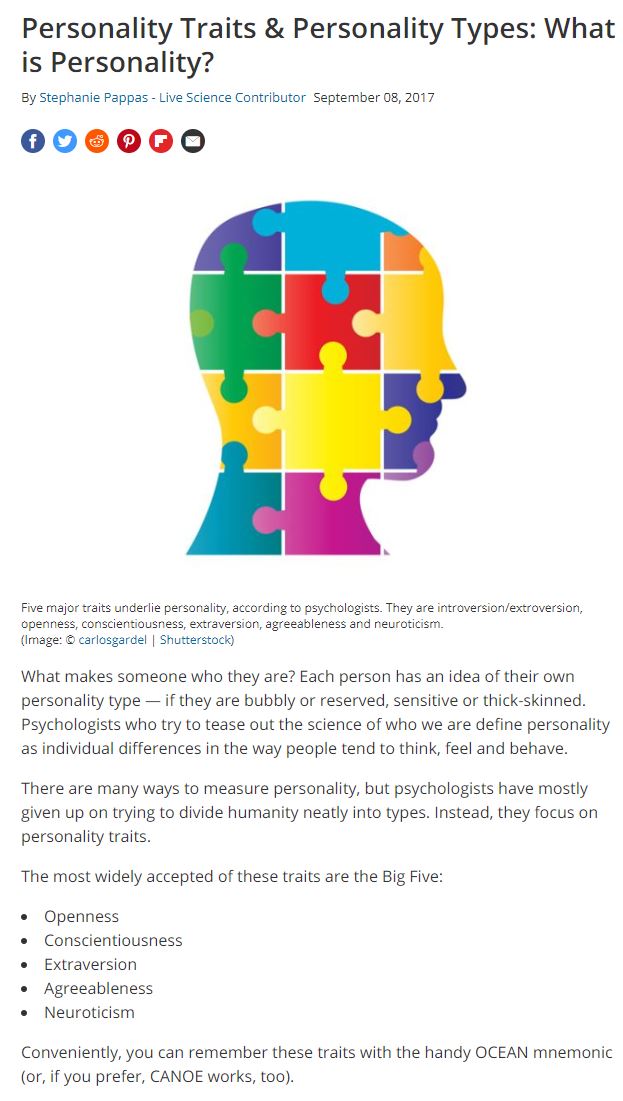 Personality Traits & Personality Types: What
is Personality?
By Stephanie Pappas - Live Science Contributor September 08, 2017
Five major traits underlie personality, according to psychologists. They are introversion/extroversion,
openness, conscientiousness, extraversion, agreeableness and neuroticism.
(Image: © carlosgardel | Shutterstock)
What makes someone who they are? Each person has an idea of their own
personality type — if they are bubbly or reserved, sensitive or thick-skinned.
Psychologists who try to tease out the science of who we are define personality
as individual differences in the way people tend to think, feel and behave.
There are many ways to measure personality, but psychologists have mostly
given up on trying to divide humanity neatly into types. Instead, they focus on
personality traits.
The most widely accepted of these traits are the Big Five:
• Openness
• Conscientiousness
• Extraversion
• Agreeableness
• Neuroticism
Conveniently, you can remember these traits with the handy OCEAN mnemonic
(or, if you prefer, CANOE works, too).